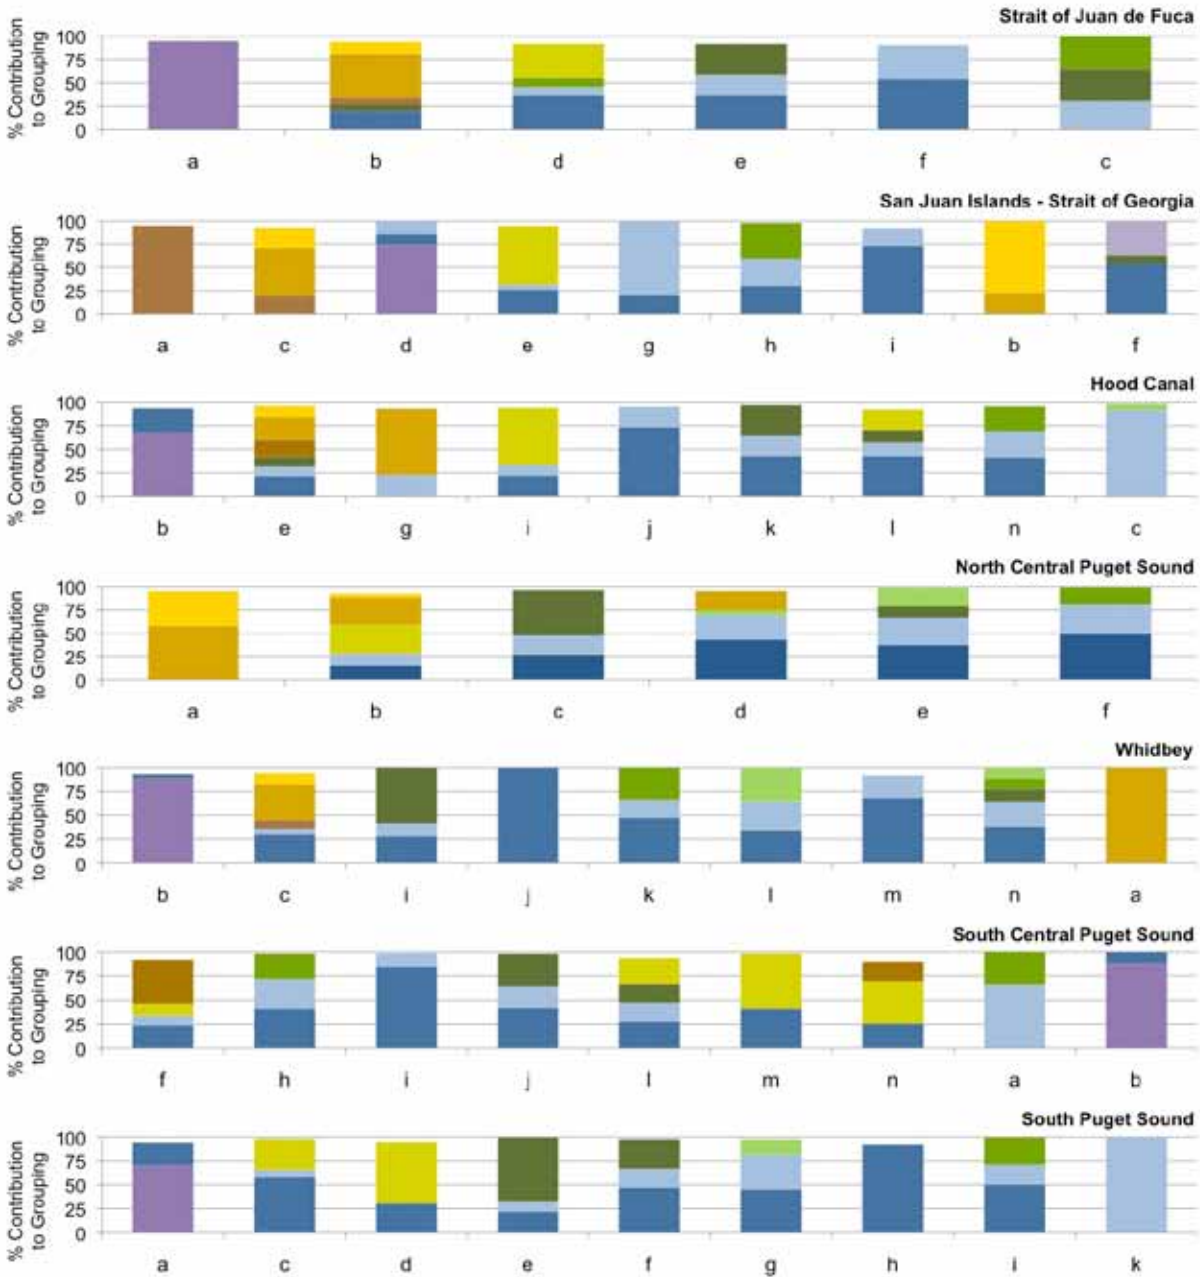 Strait of Juan de Fuca
% Contribution
to Grouping
100
75
50
25
0
a b d e f c
San Juan Islands - Strait of Georgia
% Contribution
to Grouping
100
75
50
25
0
a c d e g h i b f
Hood Canal
% Contribution
to Grouping
100
75
50
25
0
b e g i j k l n c
North Central Puget Sound
% Contribution
to Grouping
100
75
50
25
0
a b c d e f
Whidbey
% Contribution
to Grouping
100
75
50
25
0
b c i j k l m n a
South Central Puget Sound
% Contribution
to Grouping
100
75
50
25
0
f h i j l m n a b
South Puget Sound
% Contribution
to Grouping
100
75
50
25
0
a c d e f g h i k